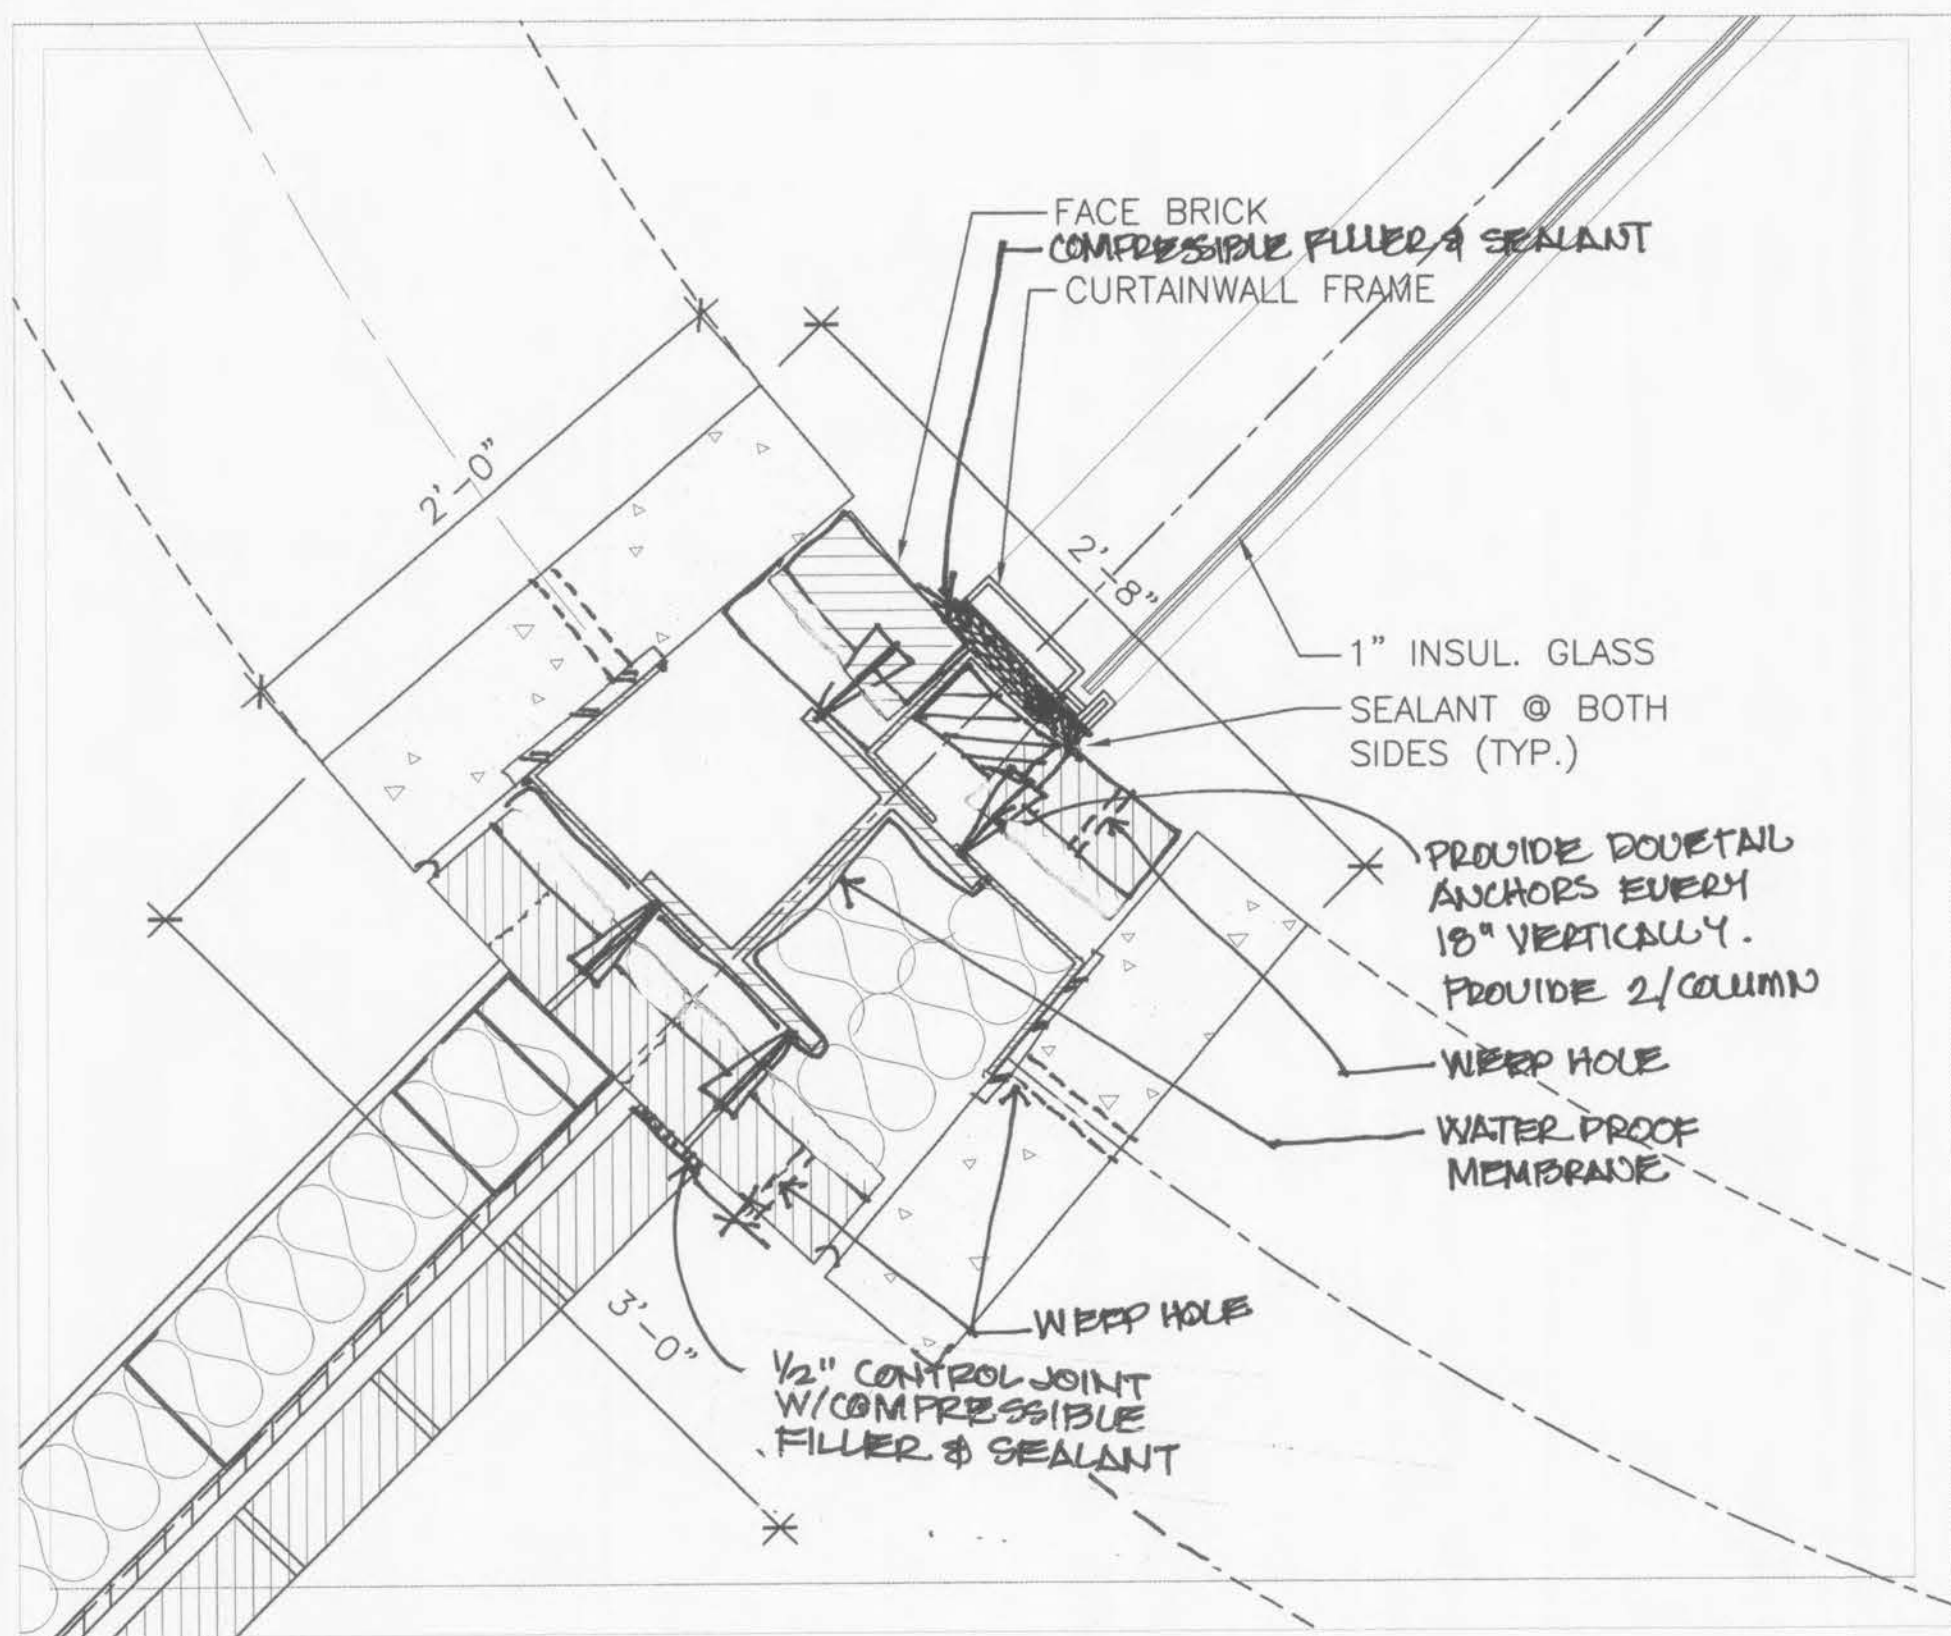 FACE BRICK
COMPRESSIBLE FILLER & SEALANT
CURTAINWALL FRAME
2'-0"
2'-8"
1" INSUL. GLASS
SEALANT @ BOTH
SIDES (TYP.)
PROVIDE DOVETAIL
ANCHORS EVERY
18" VERTICALLY.
PROVIDE 2/COLUMN
WEEP HOLE
WATER PROOF
MEMBRANE
WEEP HOLE
3'-0"
1/2" CONTROL JOINT
W/COMPRESSIBLE
FILLER & SEALANT